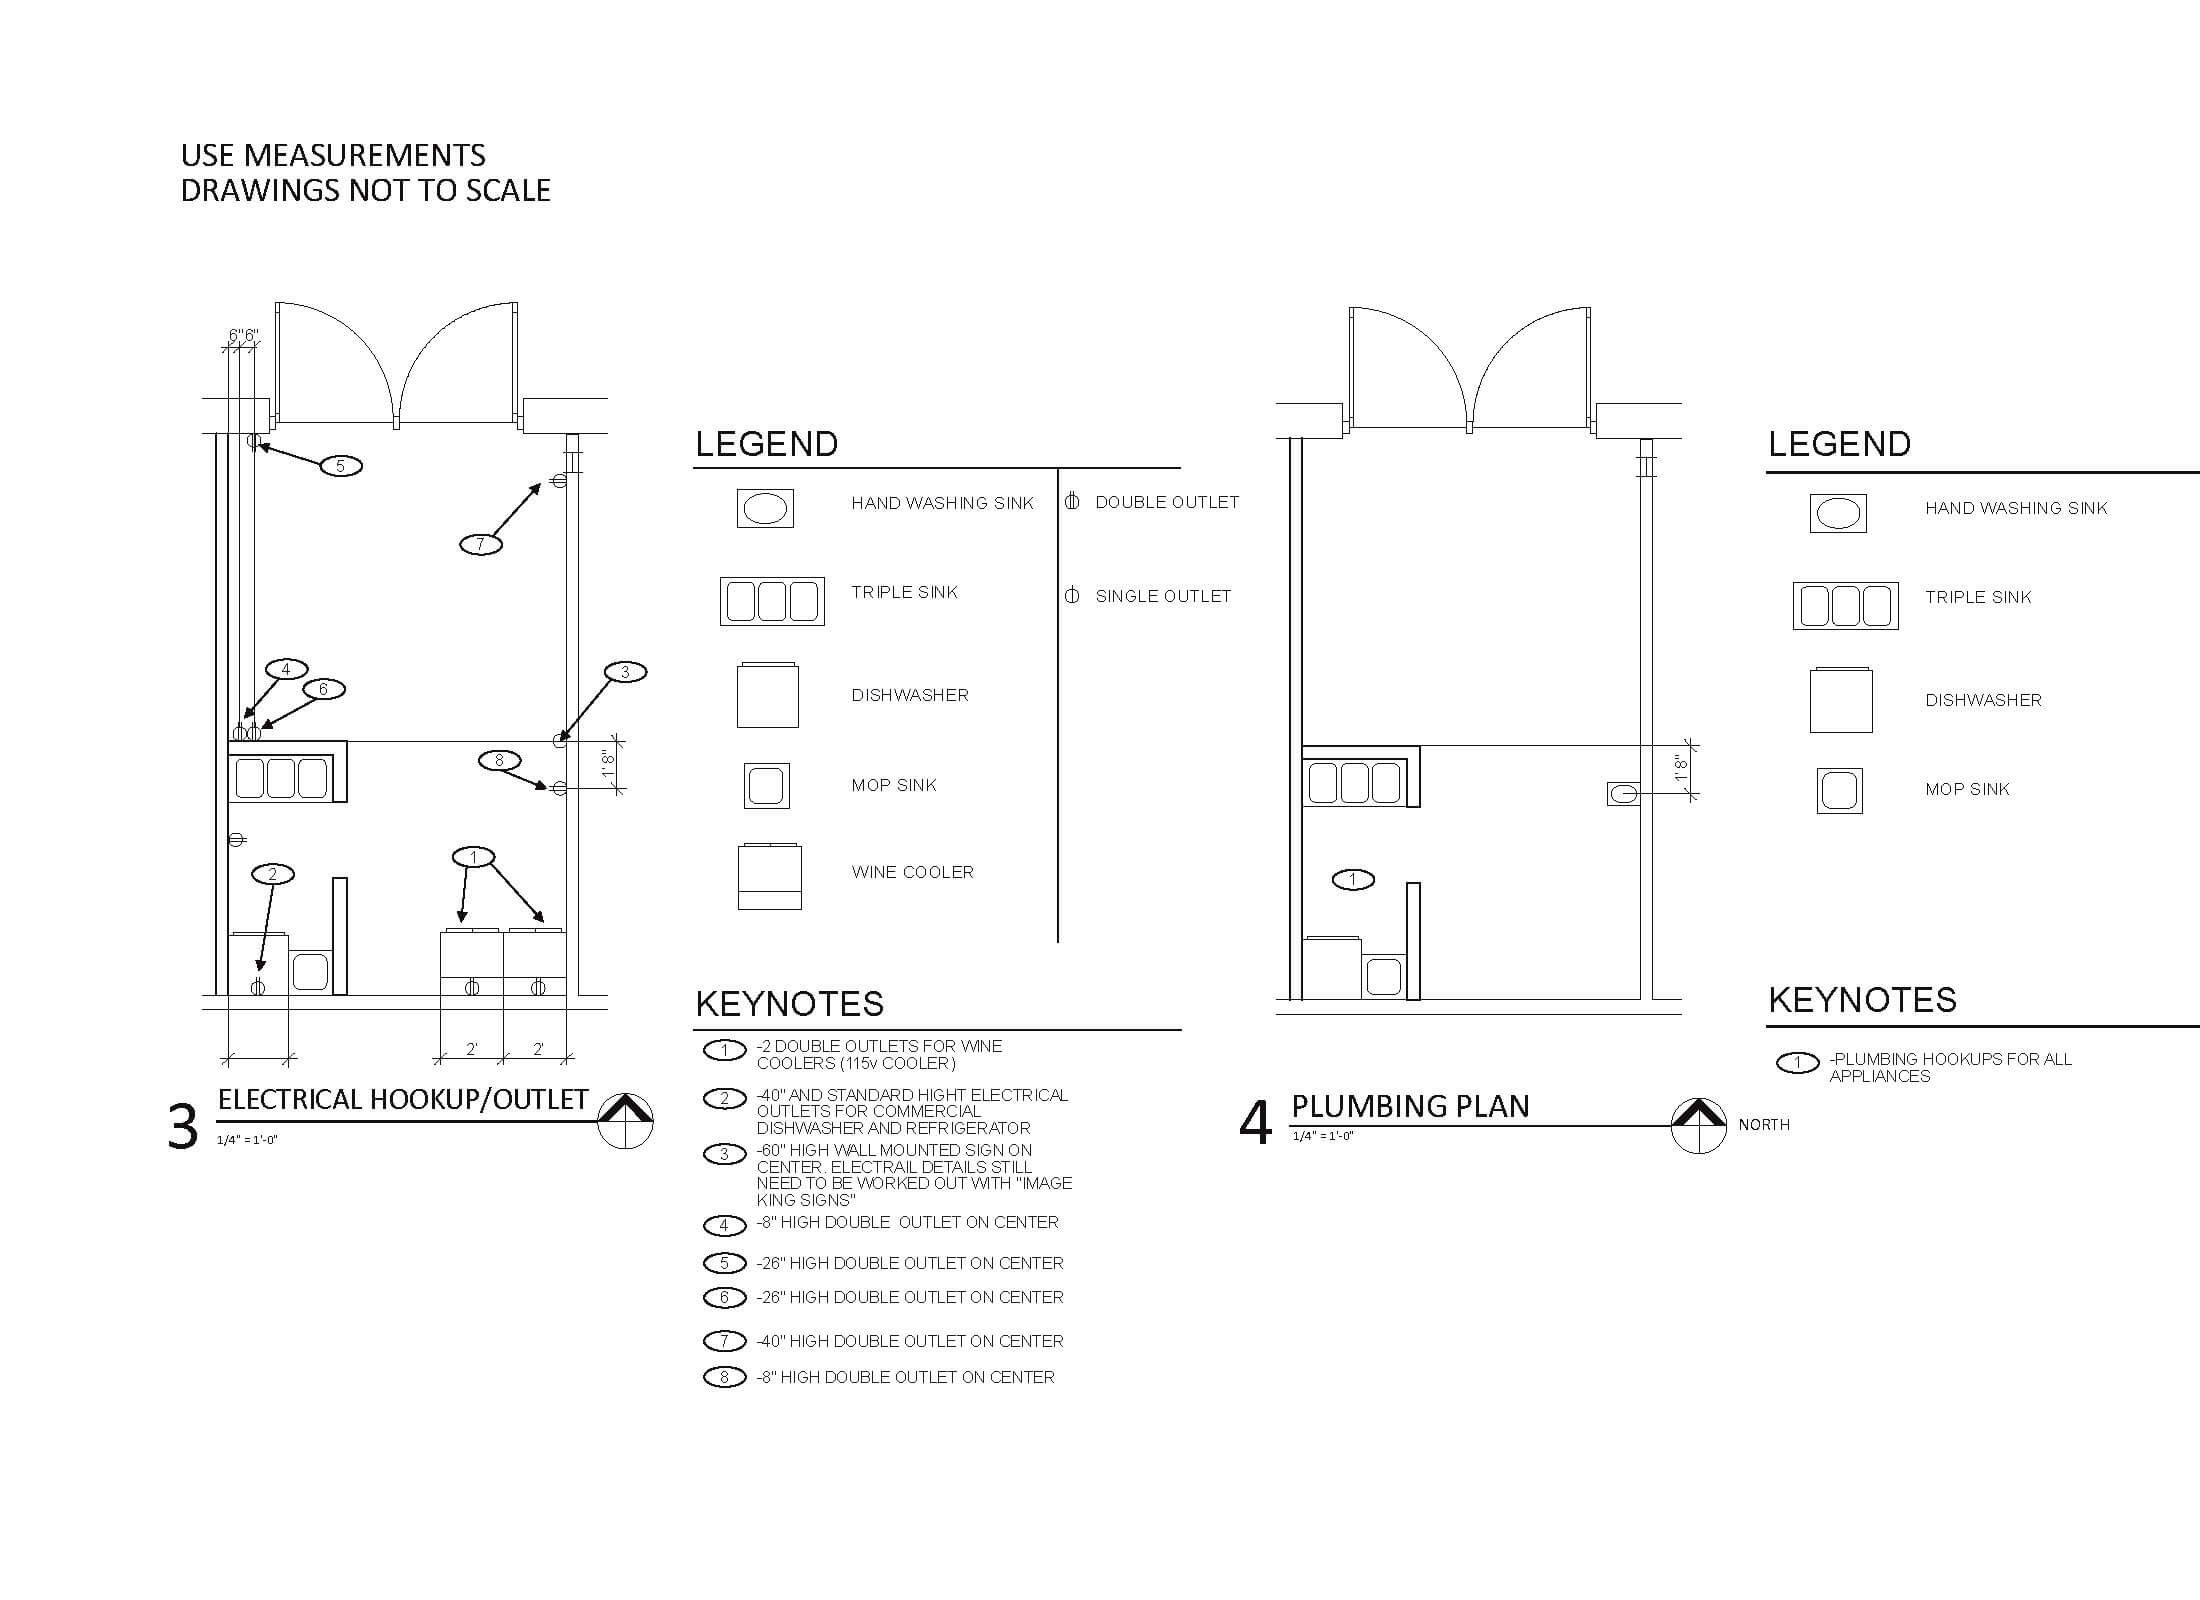 USE MEASUREMENTS
DRAWINGS NOT TO SCALE
6" 6"
5
7
4
6
3
8
1'8"
2
1
2' 2'
3 ELECTRICAL HOOKUP/OUTLET
1/4" = 1'-0"
LEGEND
HAND WASHING SINK
DOUBLE OUTLET
TRIPLE SINK
SINGLE OUTLET
DISHWASHER
MOP SINK
WINE COOLER
KEYNOTES
1 -2 DOUBLE OUTLETS FOR WINE
COOLERS (115v COOLER)
2 -40" AND STANDARD HIGHT ELECTRICAL
OUTLETS FOR COMMERCIAL
DISHWASHER AND REFRIGERATOR
3 -60" HIGH WALL MOUNTED SIGN ON
CENTER. ELECTRAIL DETAILS STILL
NEED TO BE WORKED OUT WITH "IMAGE
KING SIGNS"
4 -8" HIGH DOUBLE OUTLET ON CENTER
5 -26" HIGH DOUBLE OUTLET ON CENTER
6 -26" HIGH DOUBLE OUTLET ON CENTER
7 -40" HIGH DOUBLE OUTLET ON CENTER
8 -8" HIGH DOUBLE OUTLET ON CENTER
1'8"
1
4 PLUMBING PLAN
1/4" = 1'-0"
NORTH
LEGEND
HAND WASHING SINK
TRIPLE SINK
DISHWASHER
MOP SINK
KEYNOTES
1 -PLUMBING HOOKUPS FOR ALL
APPLIANCES